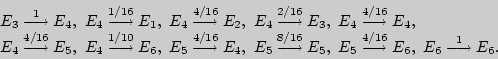 $E_3 \xrightarrow{1} E_4,\ E_4 \xrightarrow{1/16} E_1,\ E_4 \xrightarrow{4/16} E_2,\ E_4 \xrightarrow{2/16} E_3,\ E_4 \xrightarrow{4/16} E_4,$
$E_4 \xrightarrow{4/16} E_5,\ E_4 \xrightarrow{1/10} E_6,\ E_5 \xrightarrow{4/16} E_4,\ E_5 \xrightarrow{8/16} E_5,\ E_5 \xrightarrow{4/16} E_6,\ E_6 \xrightarrow{1} E_6.$